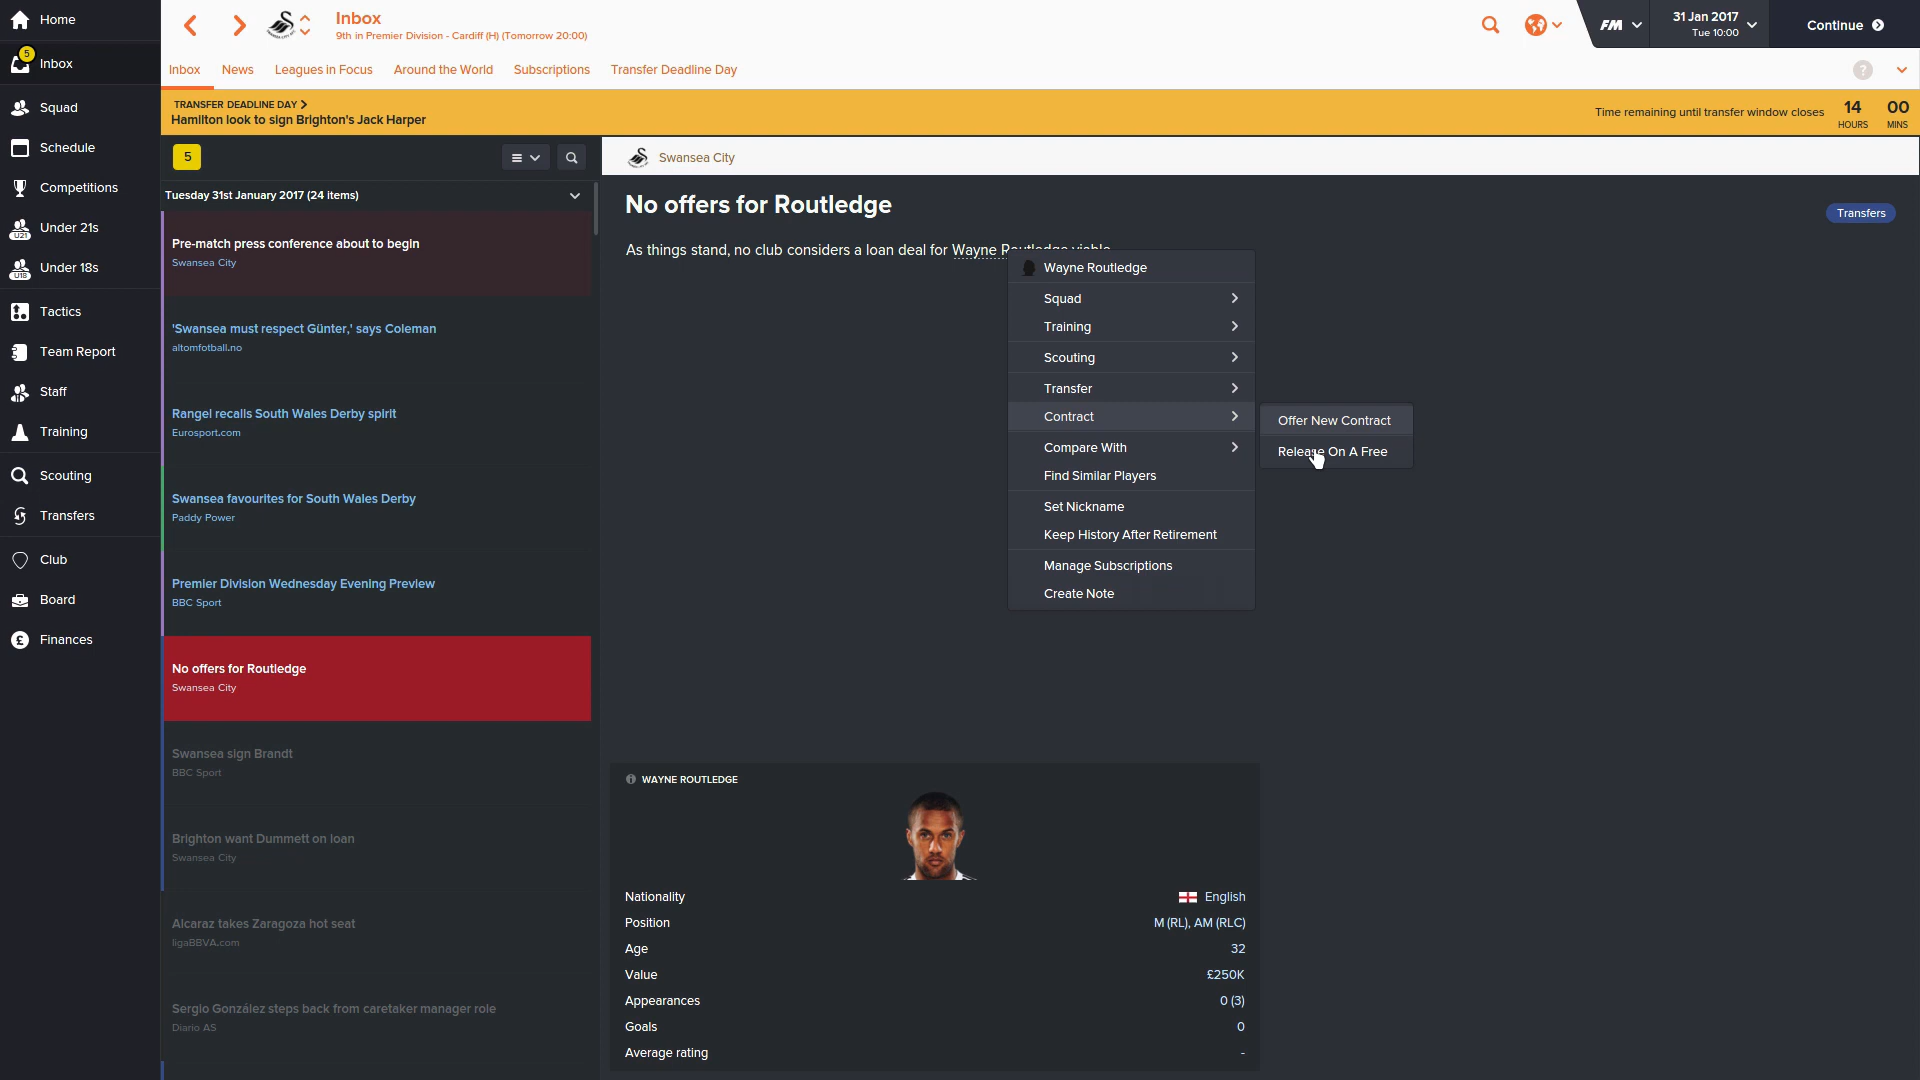 Home
5
Inbox
Squad
Schedule
Competitions
U21
Under 21s
U18
Under 18s
Tactics
Team Report
Staff
Training
Scouting
Transfers
Club
Board
£
Finances
Inbox
9th in Premier Division - Cardiff (H) (Tomorrow 20:00)
FM
31 Jan 2017
Tue 10:00
Continue
Inbox
News
Leagues in Focus
Around the World
Subscriptions
Transfer Deadline Day
?
TRANSFER DEADLINE DAY
Hamilton look to sign Brighton's Jack Harper
Time remaining until transfer window closes
14
HOURS
00
MINS
5
Tuesday 31st January 2017 (24 items)
Pre-match press conference about to begin
Swansea City
'Swansea must respect Günter,' says Coleman
altomfotball.no
Rangel recalls South Wales Derby spirit
Eurosport.com
Swansea favourites for South Wales Derby
Paddy Power
Premier Division Wednesday Evening Preview
BBC Sport
No offers for Routledge
Swansea City
Swansea sign Brandt
BBC Sport
Brighton want Dummett on loan
Swansea City
Alcaraz takes Zaragoza hot seat
ligaBBVA.com
Sergio González steps back from caretaker manager role
Diario AS
Swansea City
No offers for Routledge
Transfers
As things stand, no club considers a loan deal for Wayne Routledge viable.
Wayne Routledge
Squad
Training
Scouting
Transfer
Contract
Compare With
Find Similar Players
Set Nickname
Keep History After Retirement
Manage Subscriptions
Create Note
Offer New Contract
Release On A Free
WAYNE ROUTLEDGE
Nationality English
Position M (RL), AM (RLC)
Age 32
Value £250K
Appearances 0 (3)
Goals 0
Average rating -